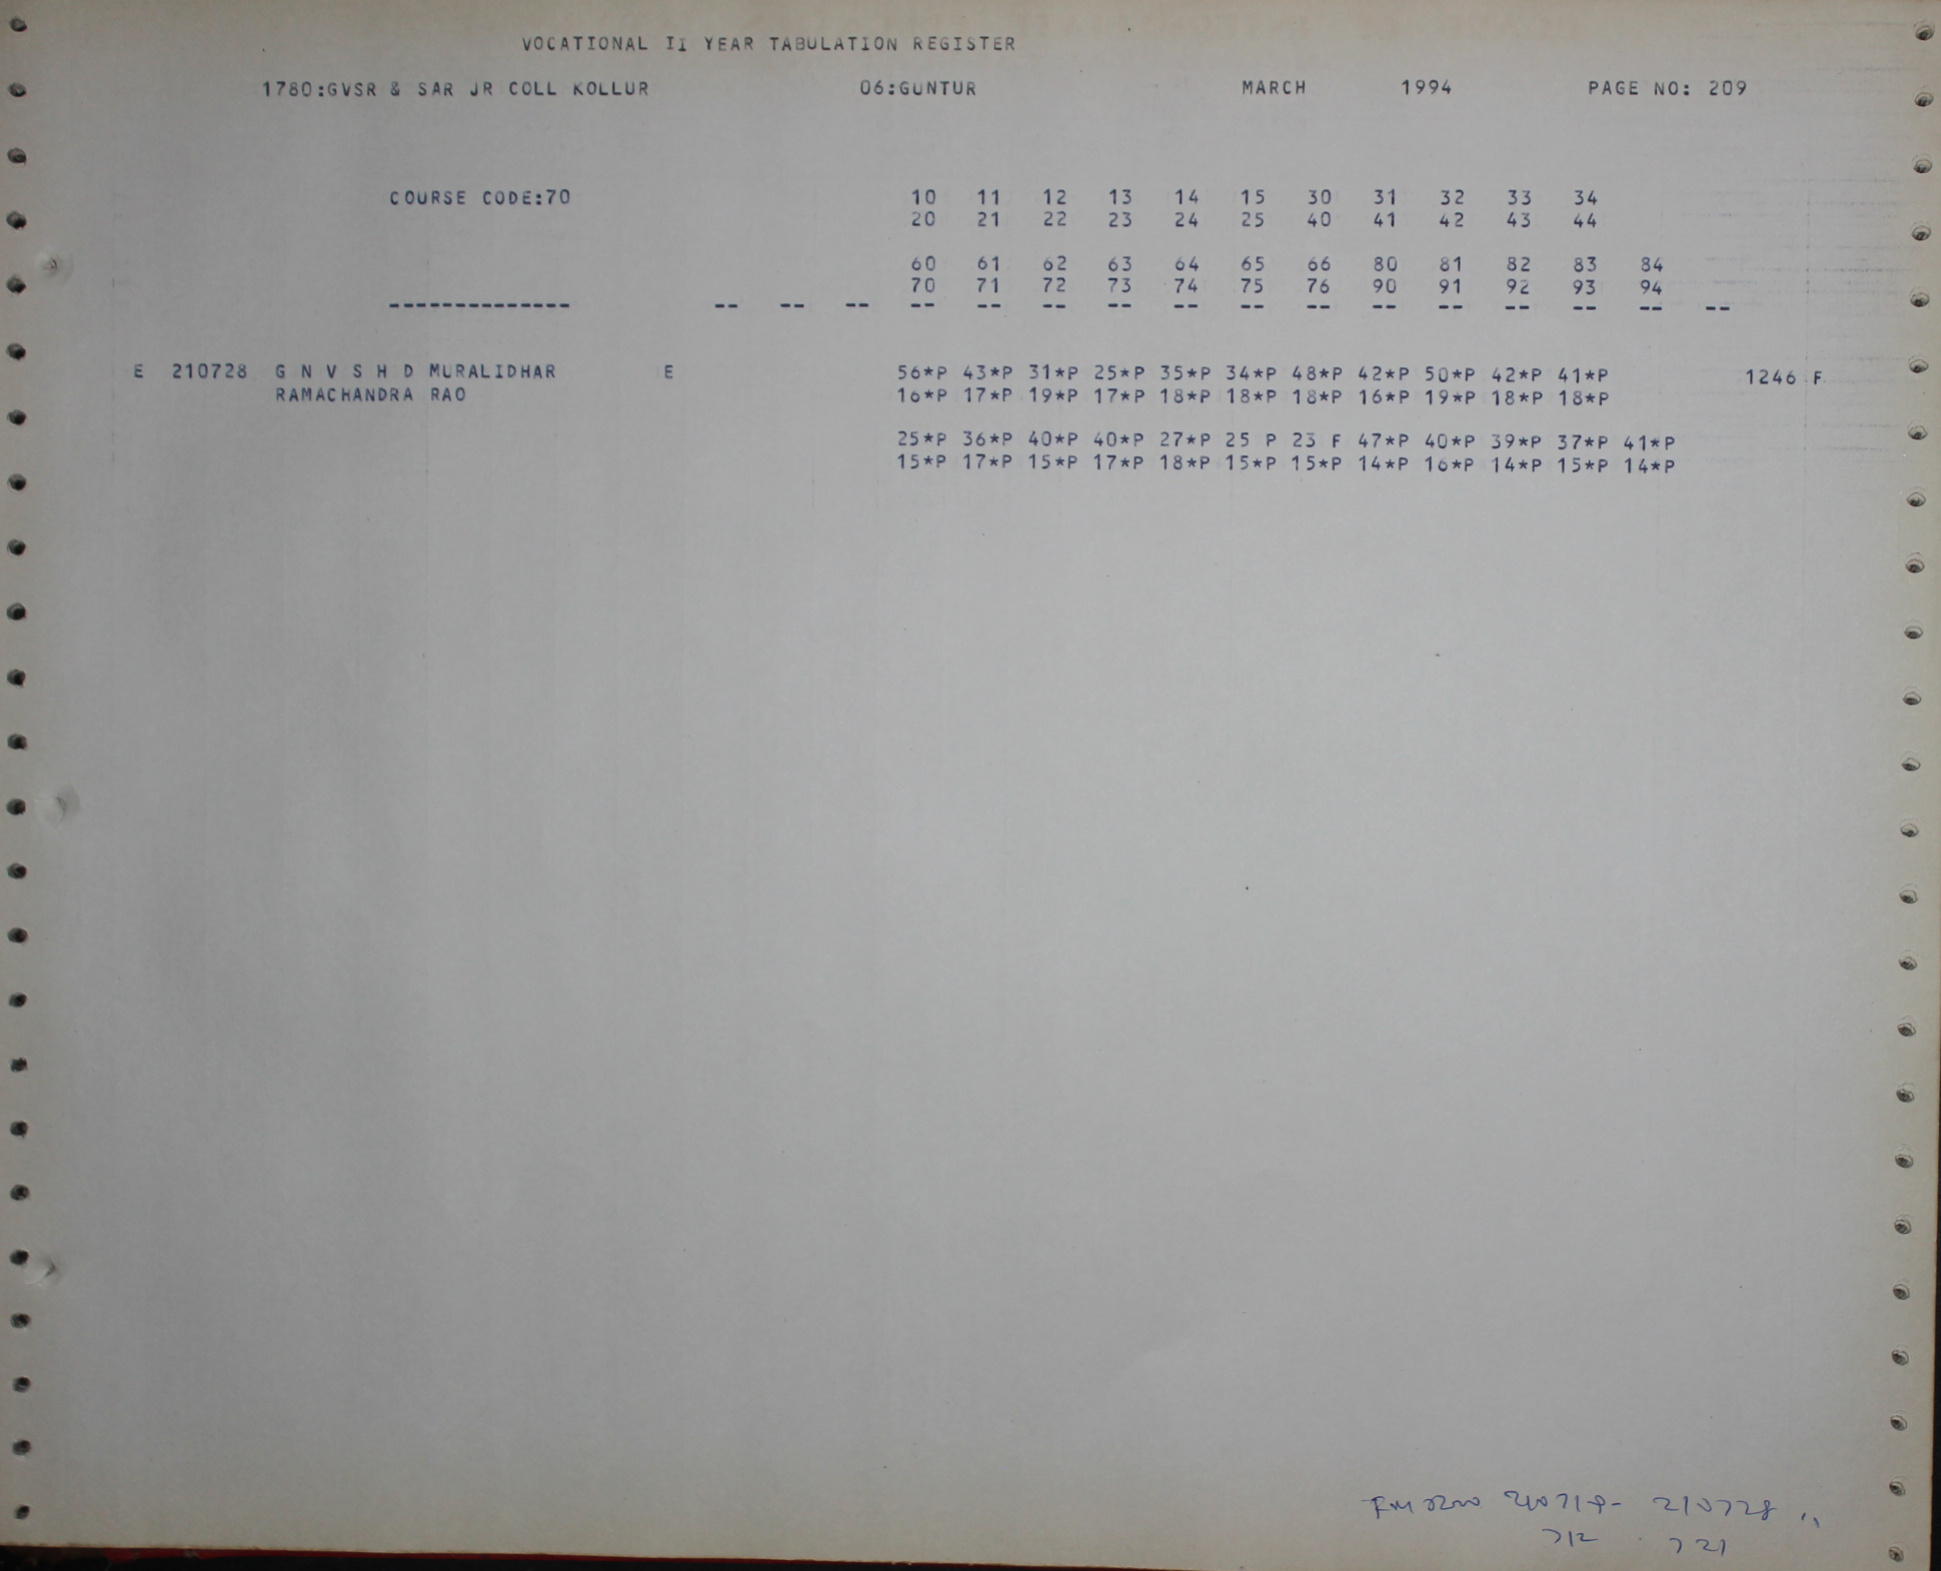 VOCATIONAL II YEAR TABULATION REGISTER
1780:GVSR & SAR JR COLL KOLLUR 06:GUNTUR MARCH 1994 PAGE NO: 209
COURSE CODE:70 10 11 12 13 14 15 30 31 32 33 34
20 21 22 23 24 25 40 41 42 43 44
60 61 62 63 64 65 66 80 81 82 83 84
70 71 72 73 74 75 76 90 91 92 93 94
-------------- -- -- -- -- -- -- -- -- -- -- -- -- -- -- -- --
E 210728 G N V S H D MURALIDHAR E 56*P 43*P 31*P 25*P 35*P 34*P 48*P 42*P 50*P 42*P 41*P 1246 F
RAMACHANDRA RAO 16*P 17*P 19*P 17*P 18*P 18*P 18*P 16*P 19*P 18*P 18*P
25*P 36*P 40*P 40*P 27*P 25 P 23 F 47*P 40*P 39*P 37*P 41*P
15*P 17*P 15*P 17*P 18*P 15*P 15*P 14*P 16*P 14*P 15*P 14*P
210728 ,,
712 721